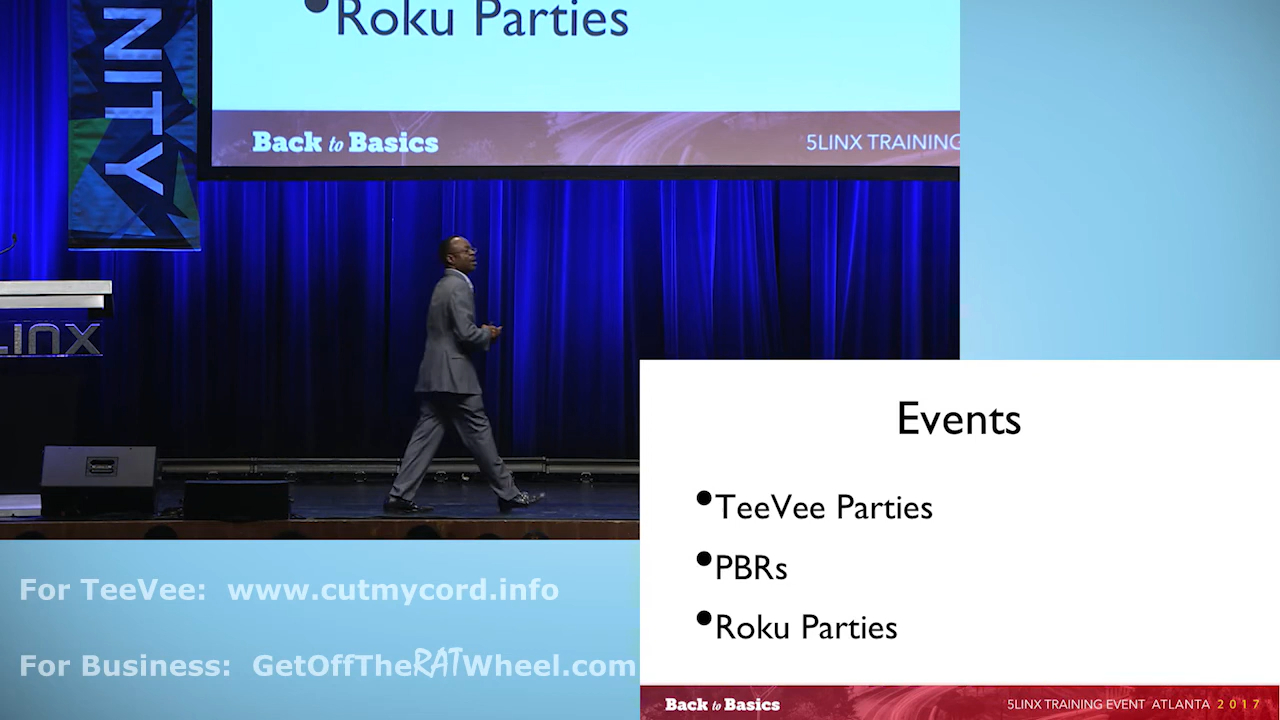 NITY
Roku Parties
Back to Basics
5LINX TRAINING
LINX
Events
•TeeVee Parties
•PBRs
•Roku Parties
For TeeVee: www.cutmycord.info
For Business: GetOffTheRATWheel.com
Back to Basics
5LINX TRAINING EVENT ATLANTA 2017